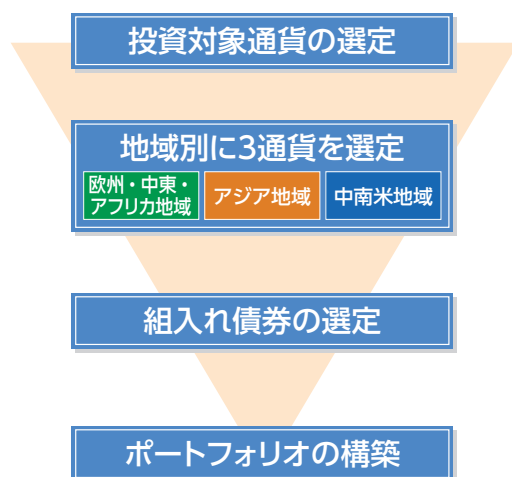 投資対象通貨の選定
地域別に3通貨を選定
欧州・中東・
アフリカ地域
アジア地域
中南米地域
組入れ債券の選定
ポートフォリオの構築